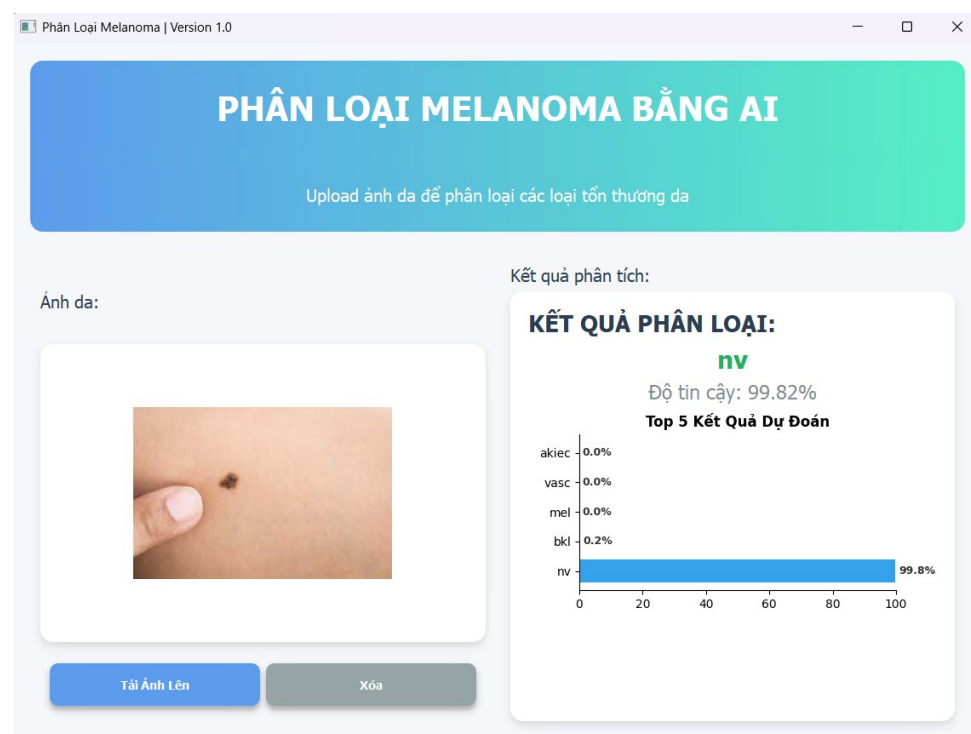 Phân Loại Melanoma | Version 1.0
PHÂN LOẠI MELANOMA BẰNG AI
Upload ảnh da để phân loại các loại tổn thương da
Ảnh da:
Tải Ảnh Lên
Xóa
Kết quả phân tích:
KẾT QUẢ PHÂN LOẠI:
nv
Độ tin cậy: 99.82%
Top 5 Kết Quả Dự Đoán
akiec 0.0%
vasc 0.0%
mel 0.0%
bkl 0.2%
nv 99.8%
0 20 40 60 80 100